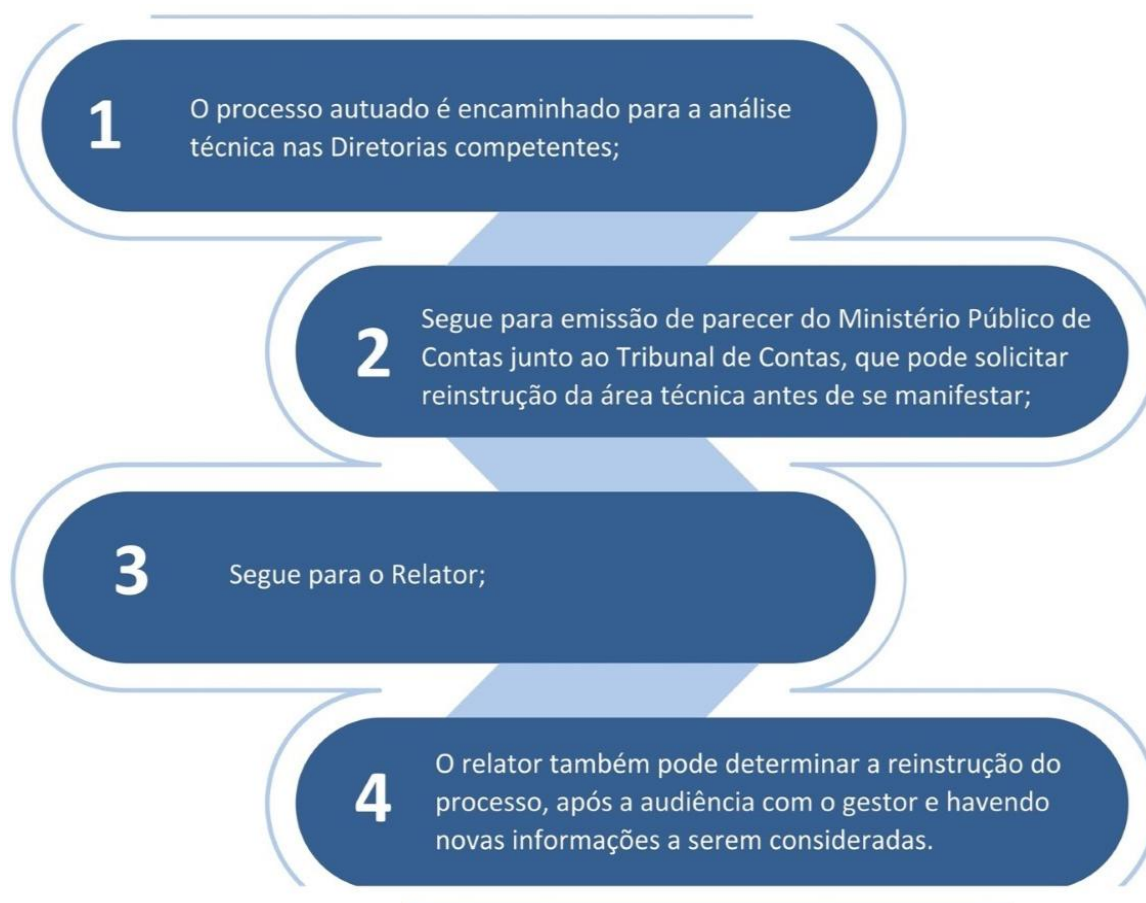 1
O processo autuado é encaminhado para a análise
técnica nas Diretorias competentes;
2
Segue para emissão de parecer do Ministério Público de
Contas junto ao Tribunal de Contas, que pode solicitar
reinstrução da área técnica antes de se manifestar;
3
Segue para o Relator;
4
O relator também pode determinar a reinstrução do
processo, após a audiência com o gestor e havendo
novas informações a serem consideradas.